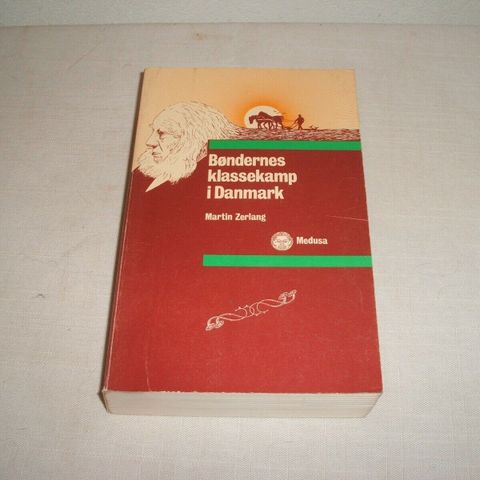 Bøndernes
klassekamp
i Danmark
Martin Zerlang
Medusa